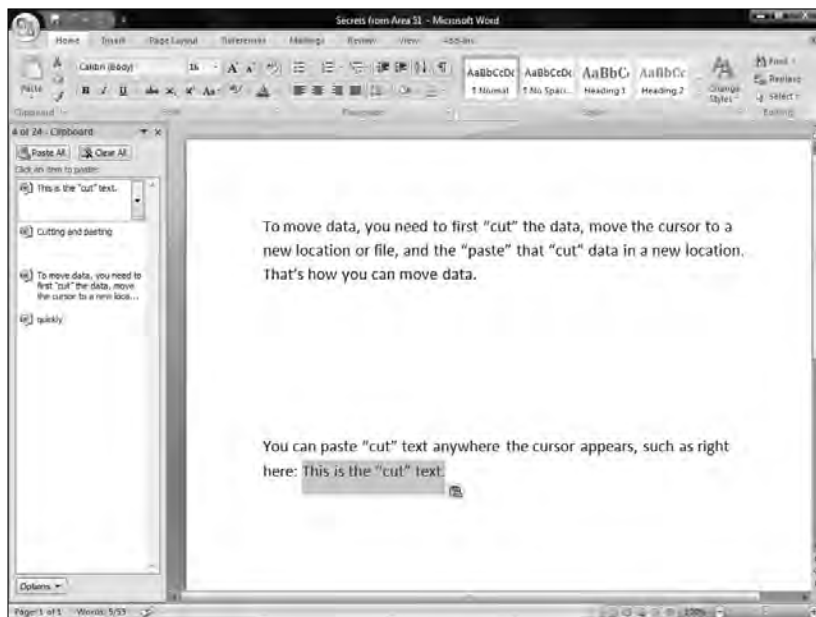 Secrets from Area 51 - Microsoft Word
Home Insert Page Layout References Mailings Review View Add-Ins
Calibri (Body) 16
Paste
AaBbCcDc AaBbCcDc AaBbC AaBbCc
¶ Normal ¶ No Spaci... Heading 1 Heading 2
Change Styles
Find
Replace
Select
Clipboard Font Paragraph Styles Editing
4 of 24 - Clipboard
Paste All Clear All
Click an item to paste:
This is the "cut" text.
Cutting and pasting
To move data, you need to
first "cut" the data, move
the cursor to a new loca...
quickly
To move data, you need to first “cut” the data, move the cursor to a
new location or file, and the “paste” that “cut” data in a new location.
That’s how you can move data.
You can paste “cut” text anywhere the cursor appears, such as right
here: This is the “cut” text.
Options
Page: 1 of 1 Words: 5/53